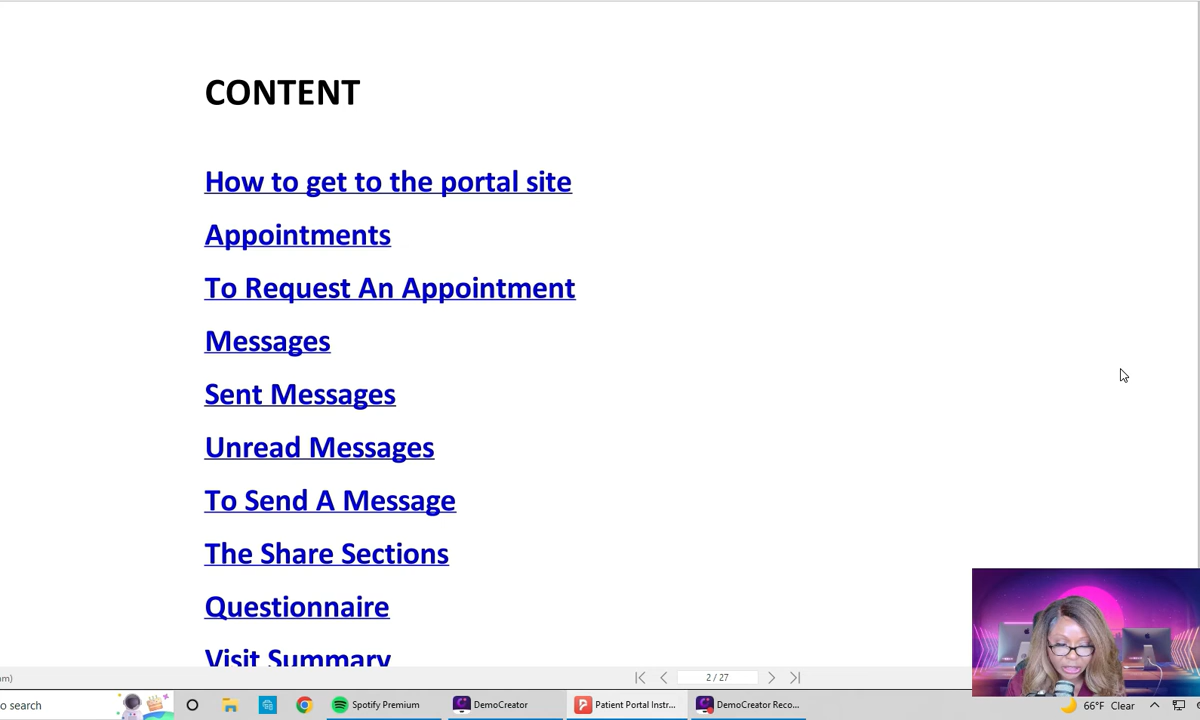 CONTENT
How to get to the portal site
Appointments
To Request An Appointment
Messages
Sent Messages
Unread Messages
To Send A Message
The Share Sections
Questionnaire
Visit Summary
am)
2 / 27
o search
Spotify Premium
DemoCreator
Patient Portal Instr...
DemoCreator Reco...
66°F Clear